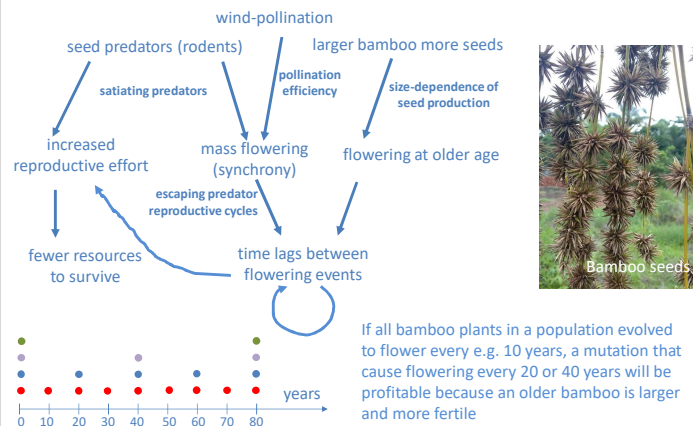 wind-pollination
seed predators (rodents)
larger bamboo more seeds
satiating predators
pollination
efficiency
size-dependence of
seed production
increased
reproductive effort
mass flowering
(synchrony)
flowering at older age
escaping predator
reproductive cycles
fewer resources
to survive
time lags between
flowering events
Bamboo seeds
If all bamboo plants in a population evolved
to flower every e.g. 10 years, a mutation that
cause flowering every 20 or 40 years will be
profitable because an older bamboo is larger
and more fertile
years
0 10 20 30 40 50 60 70 80